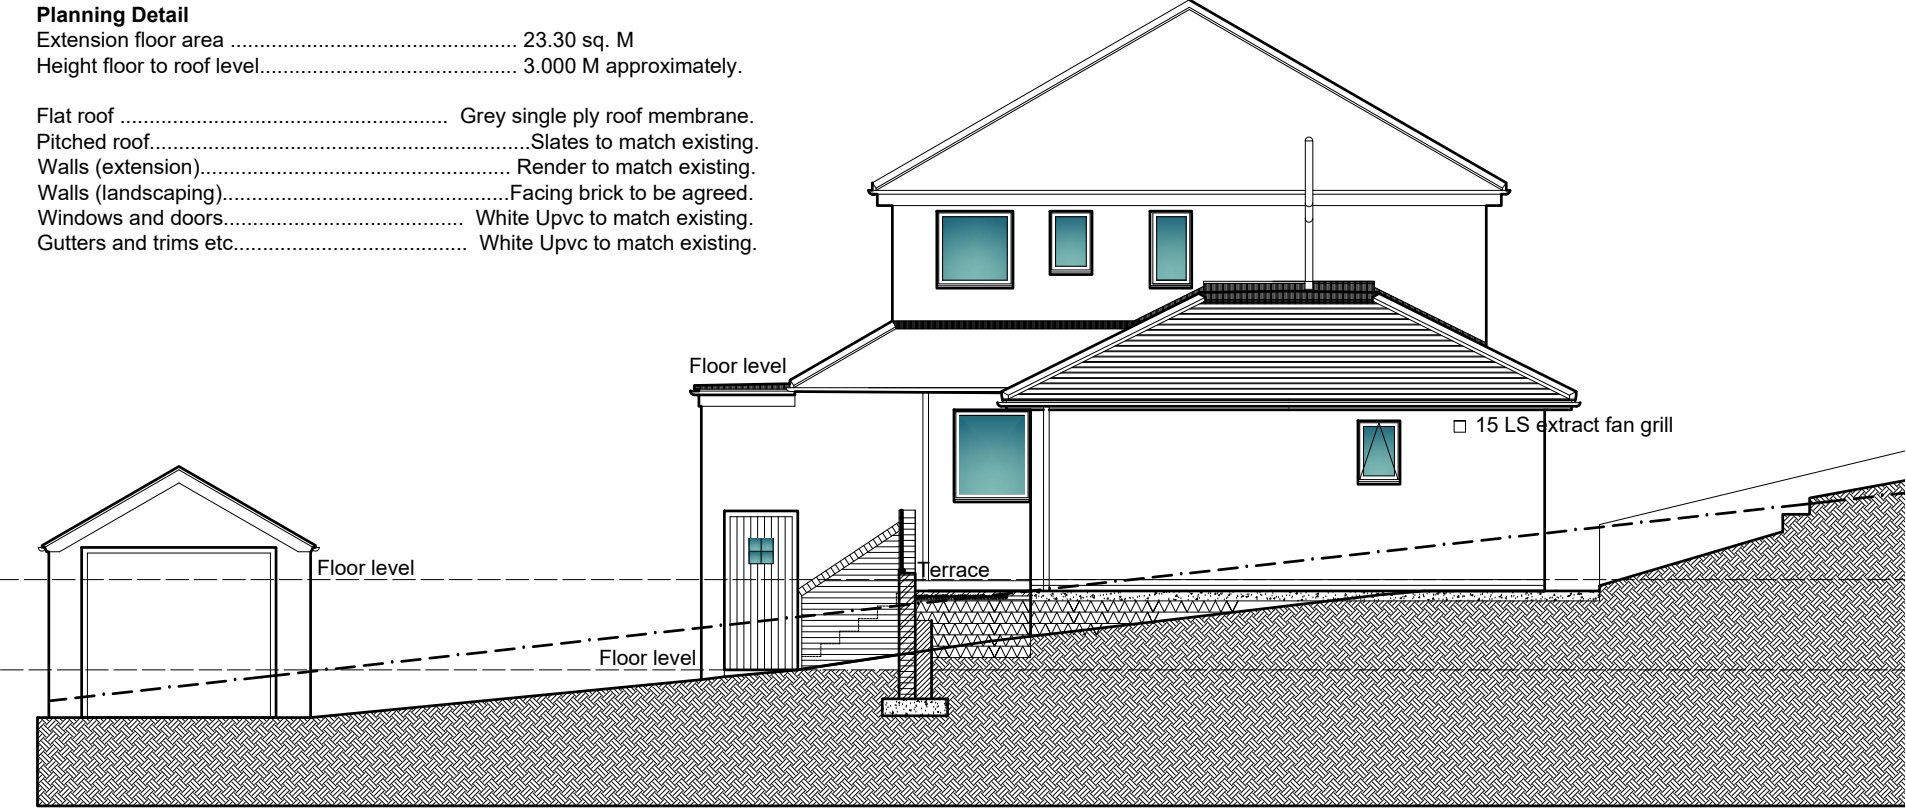 Planning Detail
Extension floor area ................................................. 23.30 sq. M
Height floor to roof level............................................ 3.000 M approximately.
Flat roof ........................................................ Grey single ply roof membrane.
Pitched roof.................................................................Slates to match existing.
Walls (extension)..................................................... Render to match existing.
Walls (landscaping).................................................Facing brick to be agreed.
Windows and doors......................................... White Upvc to match existing.
Gutters and trims etc........................................ White Upvc to match existing.
Floor level
15 LS extract fan grill
Floor level
Terrace
Floor level